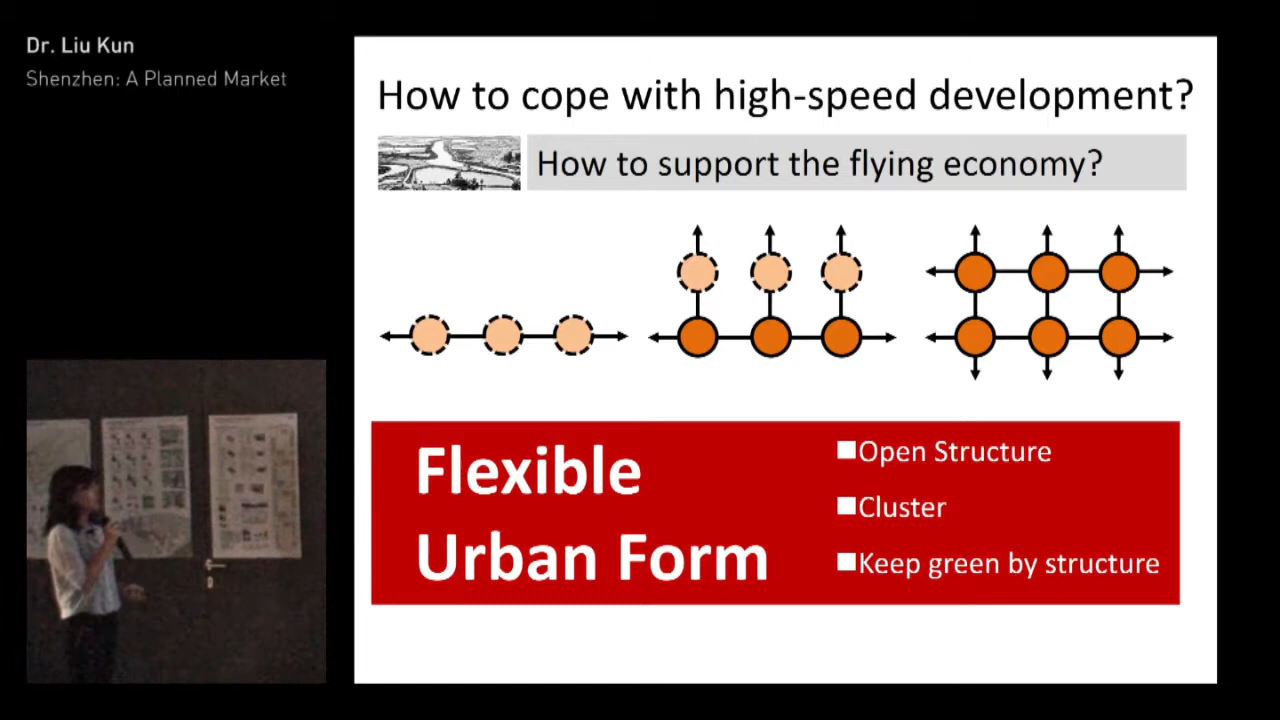 Dr. Liu Kun
Shenzhen: A Planned Market
How to cope with high-speed development?
How to support the flying economy?
Flexible
Urban Form
Open Structure
Cluster
Keep green by structure